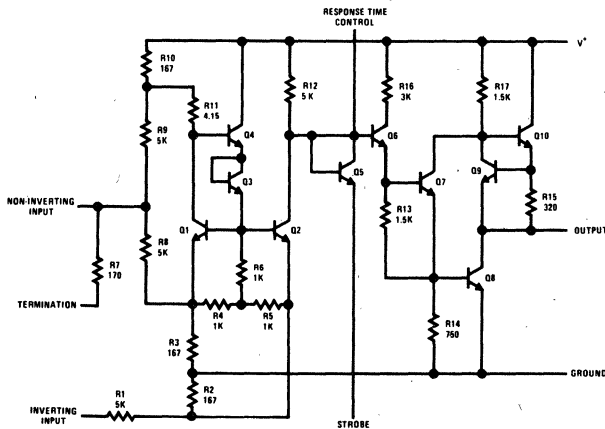 RESPONSE TIME
CONTROL
V+
R10
167
R11
4.15
R12
5 K
R16
3K
R17
1.5K
Q4
Q6
Q10
R9
5K
Q3
Q5
Q7
Q9
R15
320
NON-INVERTING
INPUT
R13
1.5K
Q1
Q2
OUTPUT
R8
5K
R7
170
R6
1K
Q8
TERMINATION
R4
1K
R5
1K
R14
750
R3
167
GROUND
R2
167
R1
5K
INVERTING
INPUT
STROBE